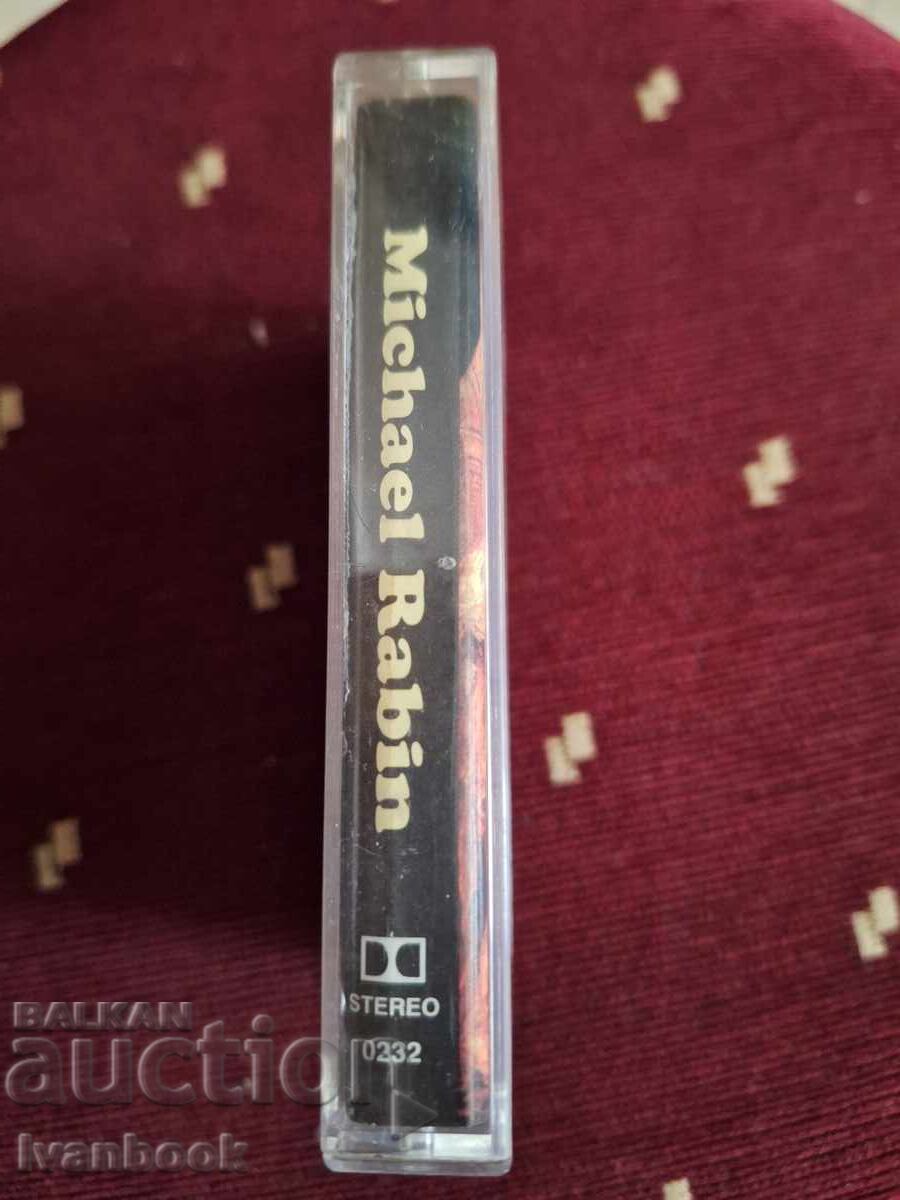 Michael Rabin
STEREO
0232
BALKAN
auction
Ivanbook